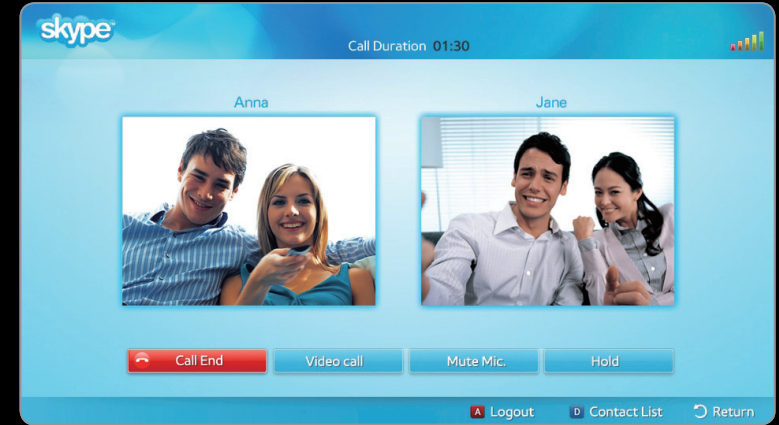 skype
Call Duration 01:30
Anna
Jane
Call End
Video call
Mute Mic.
Hold
A Logout
D Contact List
Return